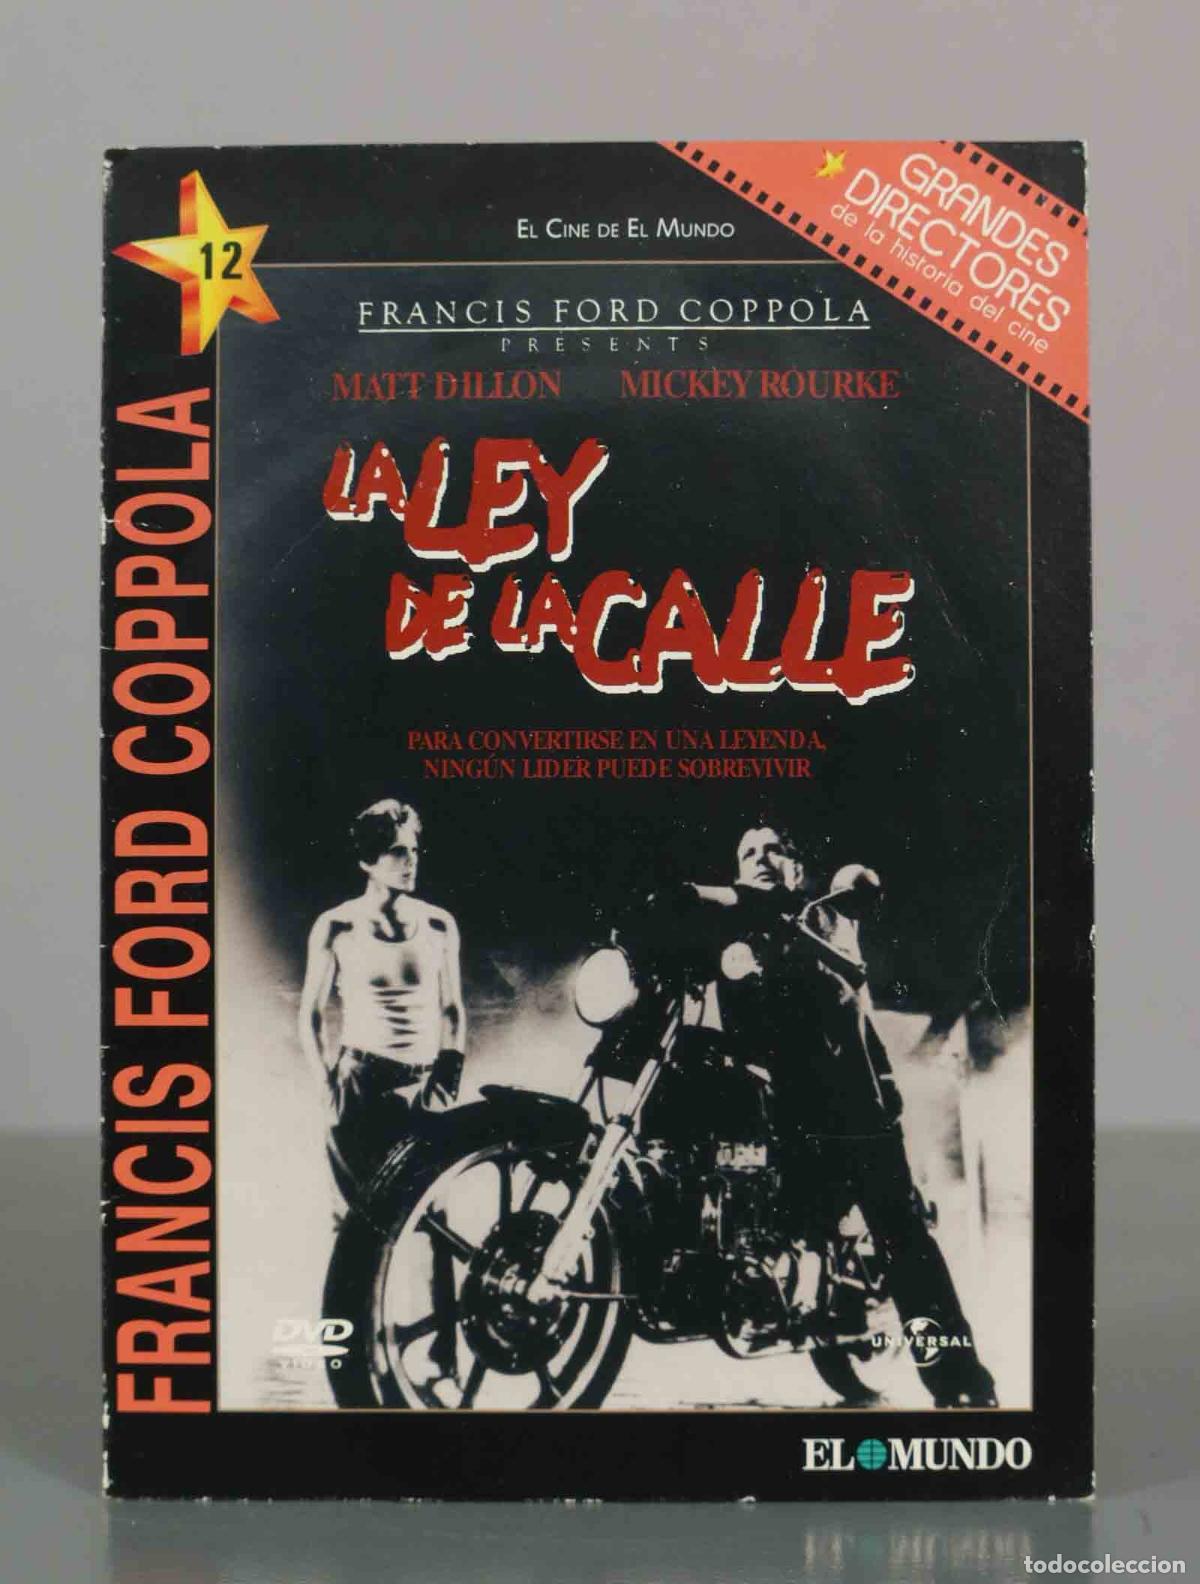 12
EL CINE DE EL MUNDO
GRANDES
DIRECTORES
de la historia del cine
FRANCIS FORD COPPOLA
PRESENTS
MATT DILLON MICKEY ROURKE
LA LEY
DE LA CALLE
PARA CONVERTIRSE EN UNA LEYENDA,
NINGÚN LIDER PUEDE SOBREVIVIR
FRANCIS FORD COPPOLA
DVD
VIDEO
UNIVERSAL
EL MUNDO
todocoleccion